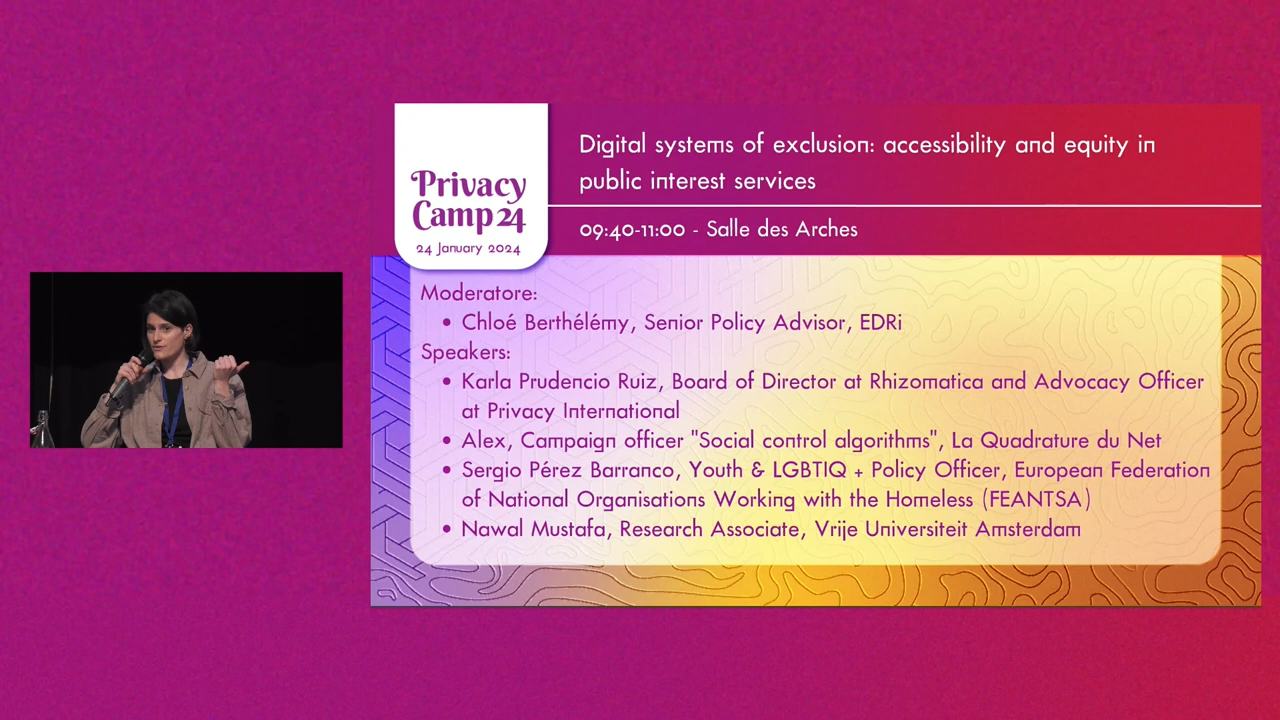 Privacy
Camp 24
24 January 2024
Digital systems of exclusion: accessibility and equity in
public interest services
09:40-11:00 - Salle des Arches
Moderatore:
• Chloé Berthélémy, Senior Policy Advisor, EDRi
Speakers:
• Karla Prudencio Ruiz, Board of Director at Rhizomatica and Advocacy Officer
at Privacy International
• Alex, Campaign officer "Social control algorithms", La Quadrature du Net
• Sergio Pérez Barranco, Youth & LGBTIQ + Policy Officer, European Federation
of National Organisations Working with the Homeless (FEANTSA)
• Nawal Mustafa, Research Associate, Vrije Universiteit Amsterdam